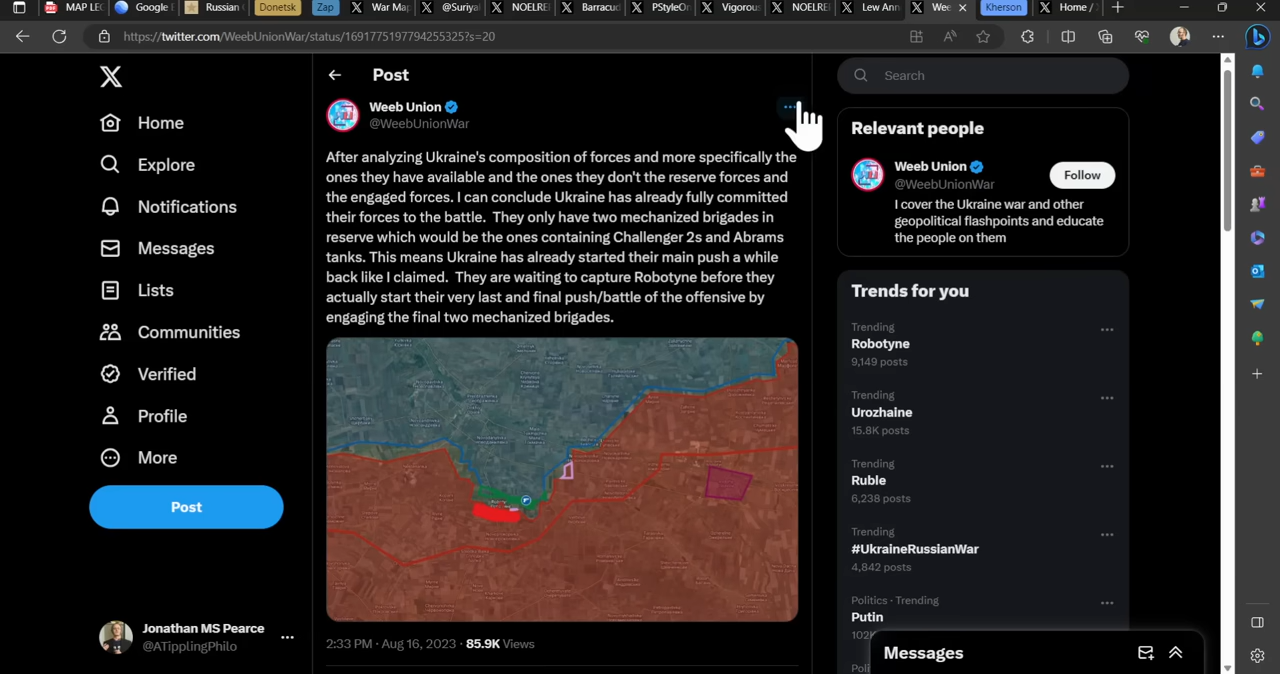 MAP LE
Google E
Russian
Donetsk
Zap
War Map
@Suriyal
NOELREI
Barracud
PStyleOr
Vigorous
NOELREI
Lew Ann
Wee
Kherson
Home /
https://twitter.com/WeebUnionWar/status/1691775197794255325?s=20
Post
Search
Home
Explore
Notifications
Messages
Lists
Communities
Verified
Profile
More
Post
Jonathan MS Pearce
@ATipplingPhilo
Weeb Union
@WeebUnionWar
After analyzing Ukraine's composition of forces and more specifically the
ones they have available and the ones they don't the reserve forces and
the engaged forces. I can conclude Ukraine has already fully committed
their forces to the battle. They only have two mechanized brigades in
reserve which would be the ones containing Challenger 2s and Abrams
tanks. This means Ukraine has already started their main push a while
back like I claimed. They are waiting to capture Robotyne before they
actually start their very last and final push/battle of the offensive by
engaging the final two mechanized brigades.
2:33 PM · Aug 16, 2023 · 85.9K Views
Relevant people
Weeb Union
@WeebUnionWar
Follow
I cover the Ukraine war and other
geopolitical flashpoints and educate
the people on them
Trends for you
Trending
Robotyne
9,149 posts
Trending
Urozhaine
15.8K posts
Trending
Ruble
6,238 posts
Trending
#UkraineRussianWar
4,842 posts
Politics · Trending
Putin
102K
Poli
Messages